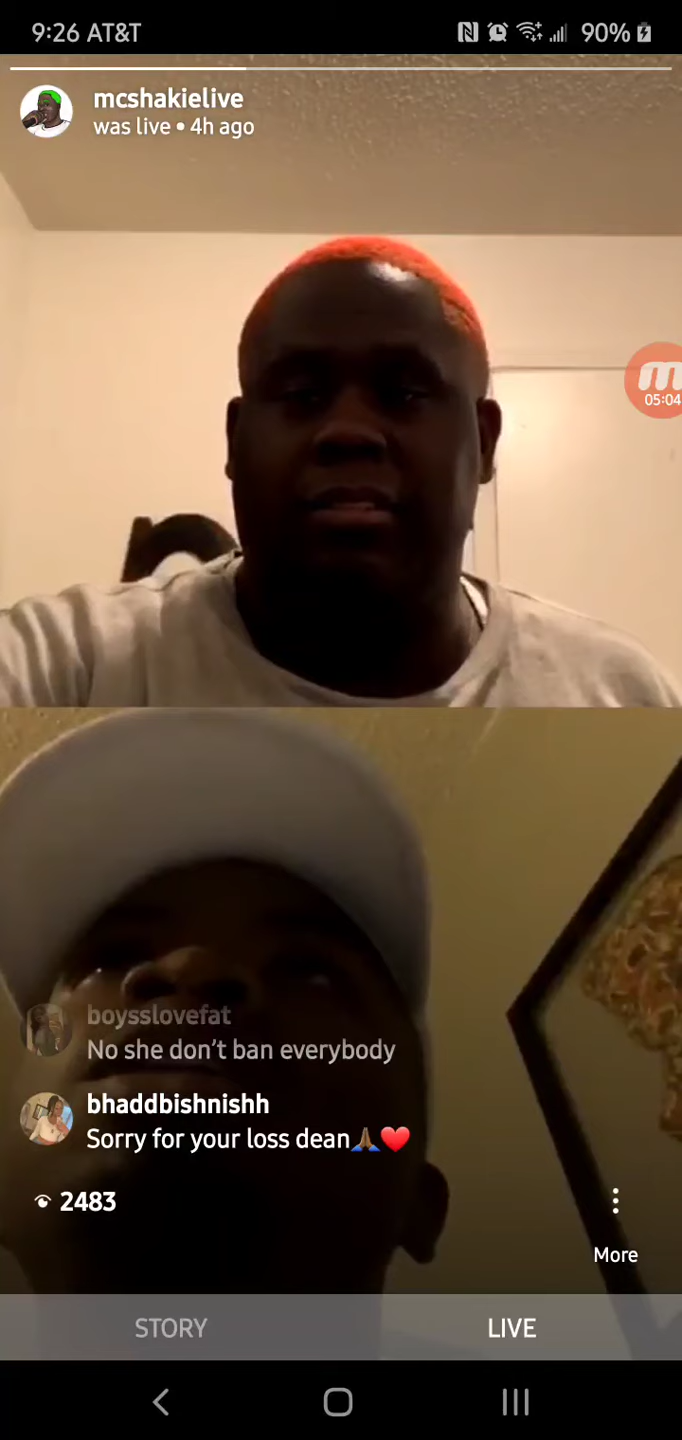 9:26 AT&T 90%
mcshakielive
was live • 4h ago
m
05:04
boysslovefat
No she don't ban everybody
bhaddbishnishh
Sorry for your loss dean🙏🏾❤️
2483
More
STORY LIVE